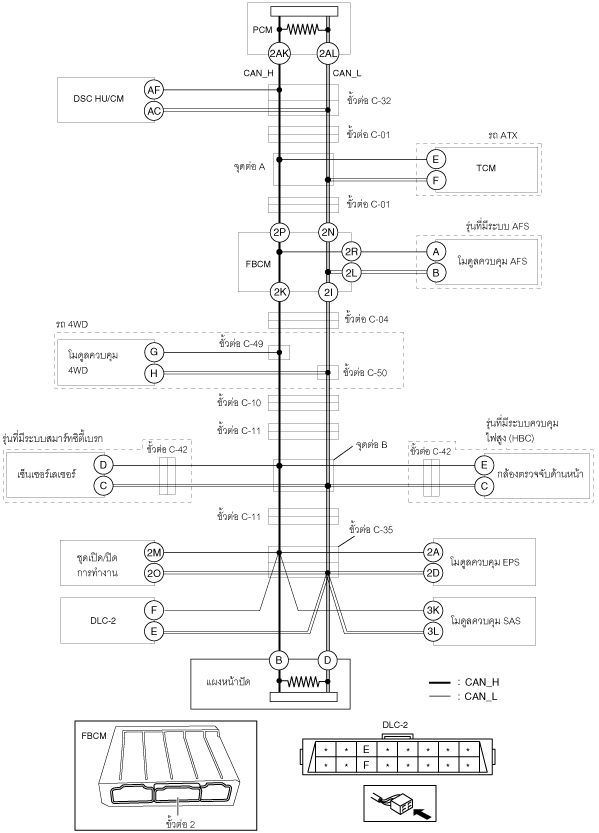 PCM
2AK
2AL
CAN_H
CAN_L
DSC HU/CM
AF
AC
ขั้วต่อ C-32
ขั้วต่อ C-01
จุดต่อ A
รถ ATX
E
F
TCM
ขั้วต่อ C-01
2P
2N
FBCM
2R
2L
2K
2I
รุ่นที่มีระบบ AFS
A
B
โมดูลควบคุม AFS
ขั้วต่อ C-04
รถ 4WD
โมดูลควบคุม
4WD
G
H
ขั้วต่อ C-49
ขั้วต่อ C-50
ขั้วต่อ C-10
ขั้วต่อ C-11
รุ่นที่มีระบบสมาร์ทซิตี้เบรก
ขั้วต่อ C-42
เซ็นเซอร์เลเซอร์
D
C
จุดต่อ B
รุ่นที่มีระบบควบคุม
ไฟสูง (HBC)
ขั้วต่อ C-42
E
C
กล้องตรวจจับด้านหน้า
ขั้วต่อ C-11
ขั้วต่อ C-35
ชุดเปิด/ปิด
การทำงาน
2M
2O
2A
2D
โมดูลควบคุม EPS
DLC-2
F
E
3K
3L
โมดูลควบคุม SAS
แผงหน้าปัด
B
D
: CAN_H
: CAN_L
FBCM
ขั้วต่อ 2
DLC-2
* * E * * * * *
* * F * * * * *